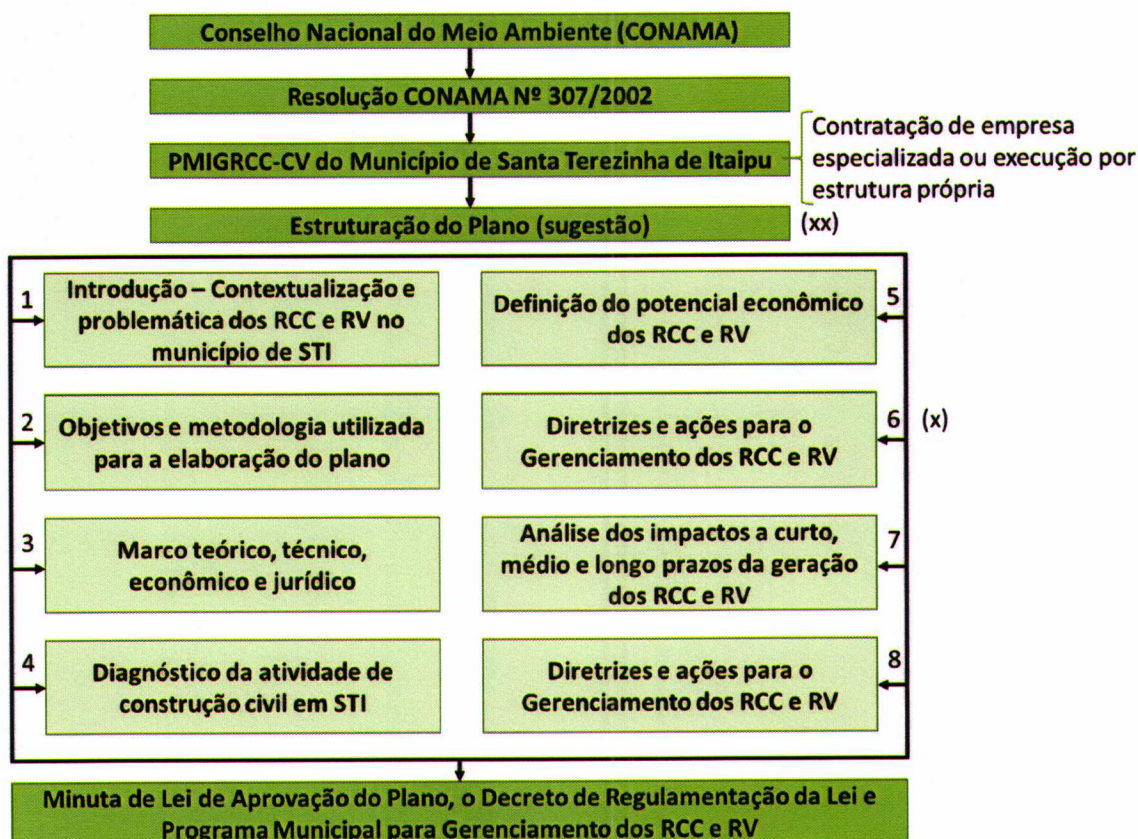 Conselho Nacional do Meio Ambiente (CONAMA)
Resolução CONAMA Nº 307/2002
PMIGRCC-CV do Município de Santa Terezinha de Itaipu
Contratação de empresa
especializada ou execução por
estrutura própria
Estruturação do Plano (sugestão)
(xx)
1
Introdução – Contextualização e
problemática dos RCC e RV no
município de STI
2
Objetivos e metodologia utilizada
para a elaboração do plano
3
Marco teórico, técnico,
econômico e jurídico
4
Diagnóstico da atividade de
construção civil em STI
5
Definição do potencial econômico
dos RCC e RV
6
(x)
Diretrizes e ações para o
Gerenciamento dos RCC e RV
7
Análise dos impactos a curto,
médio e longo prazos da geração
dos RCC e RV
8
Diretrizes e ações para o
Gerenciamento dos RCC e RV
Minuta de Lei de Aprovação do Plano, o Decreto de Regulamentação da Lei e
Programa Municipal para Gerenciamento dos RCC e RV